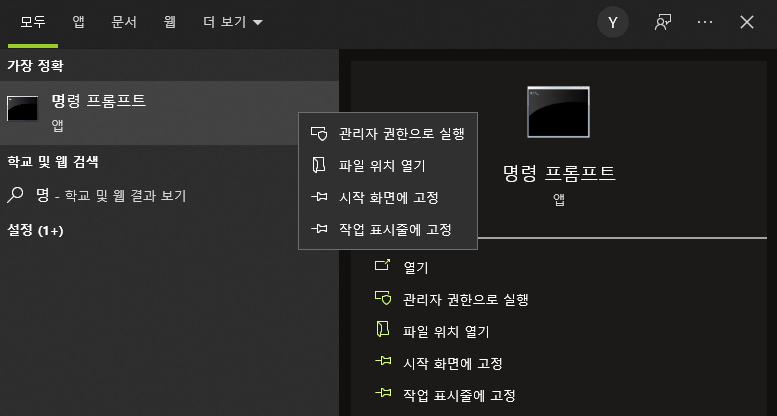 모두 앱 문서 웹 더 보기 Y
가장 정확
명령 프롬프트
앱
학교 및 웹 검색
명 - 학교 및 웹 결과 보기
설정 (1+)
관리자 권한으로 실행
파일 위치 열기
시작 화면에 고정
작업 표시줄에 고정
명령 프롬프트
앱
열기
관리자 권한으로 실행
파일 위치 열기
시작 화면에 고정
작업 표시줄에 고정